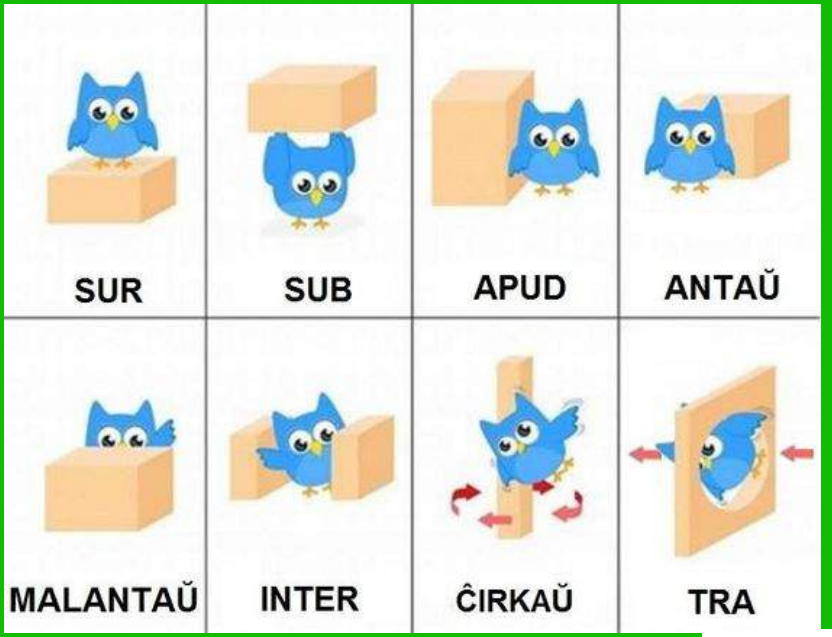 SUR
SUB
APUD
ANTAŬ
MALANTAŬ
INTER
ĈIRKAŬ
TRA